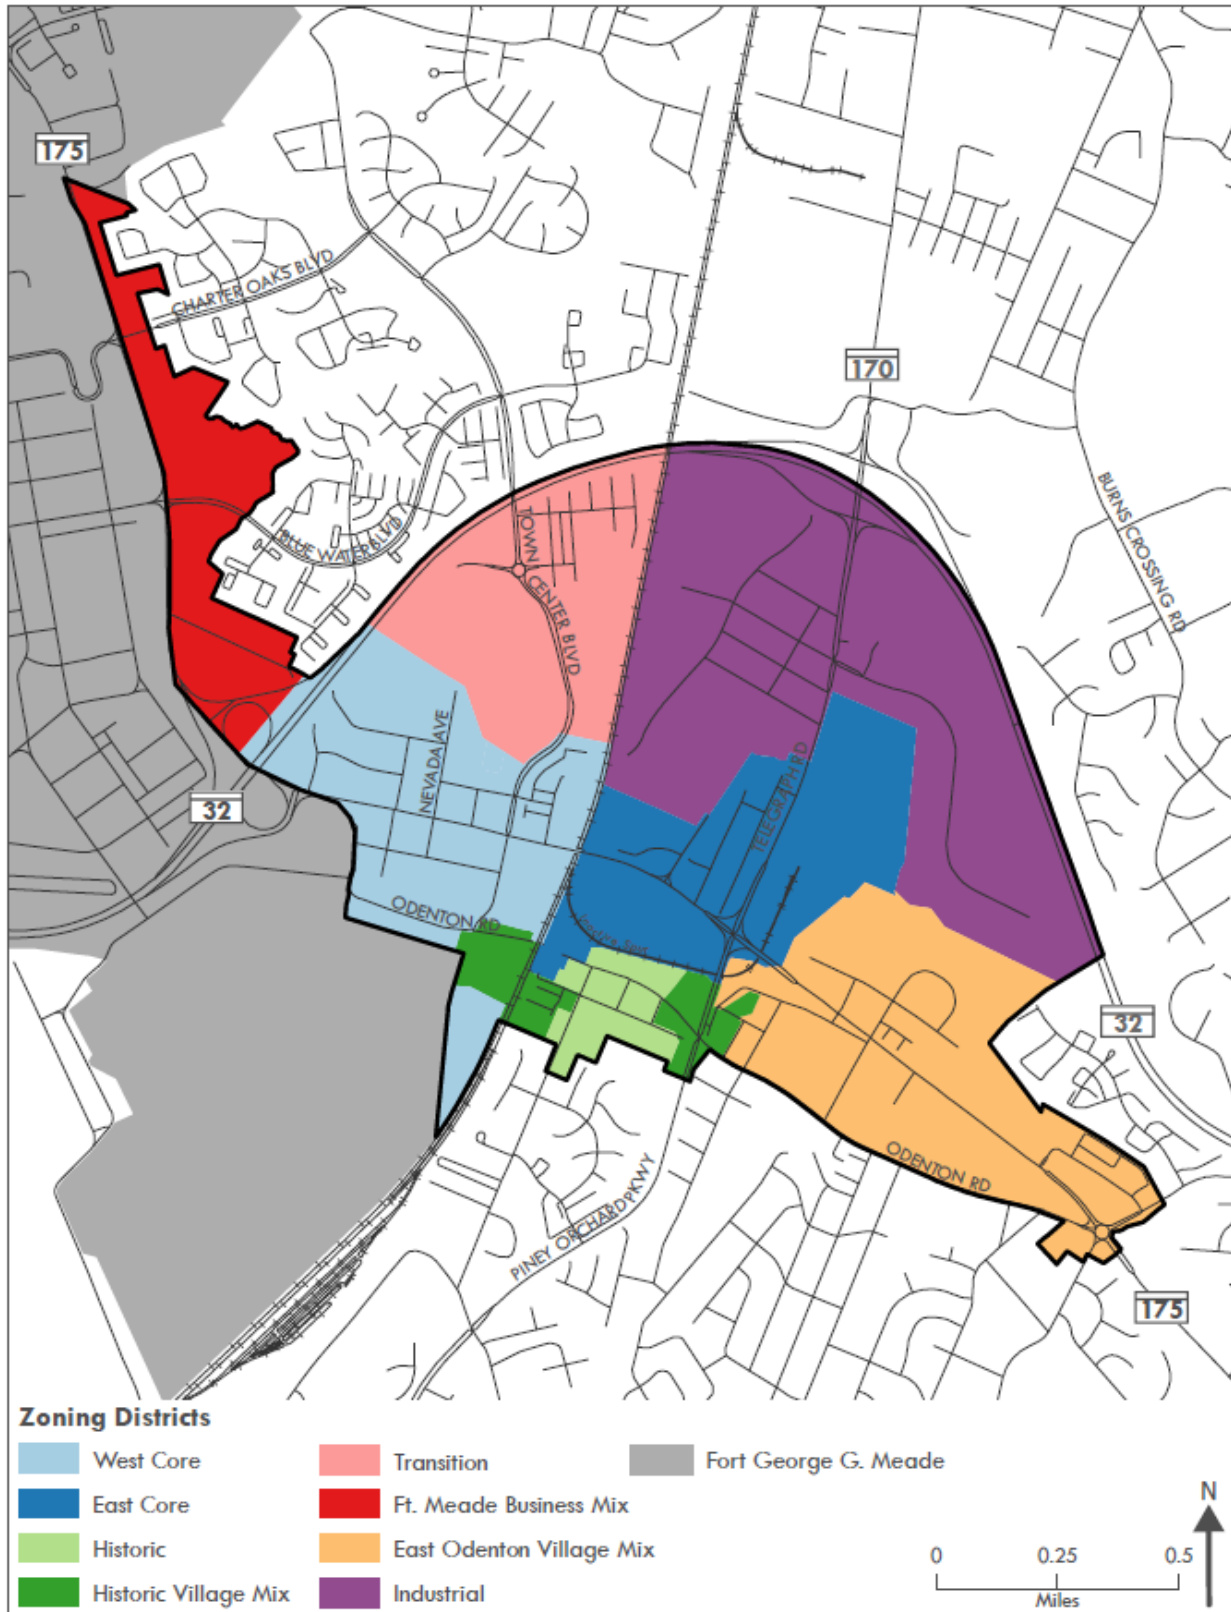 175
CHARTER OAKS BLVD
170
BURNS CROSSING RD
TOWN CENTER BLVD
BLUE WATER BLVD
NEVADA AVE
TELEGRAPH RD
32
ODENTON RD
32
ODENTON RD
PINEY ORCHARD PKWY
175
Zoning Districts
West Core
East Core
Historic
Historic Village Mix
Transition
Ft. Meade Business Mix
East Odenton Village Mix
Industrial
Fort George G. Meade
N
0 0.25 0.5
Miles